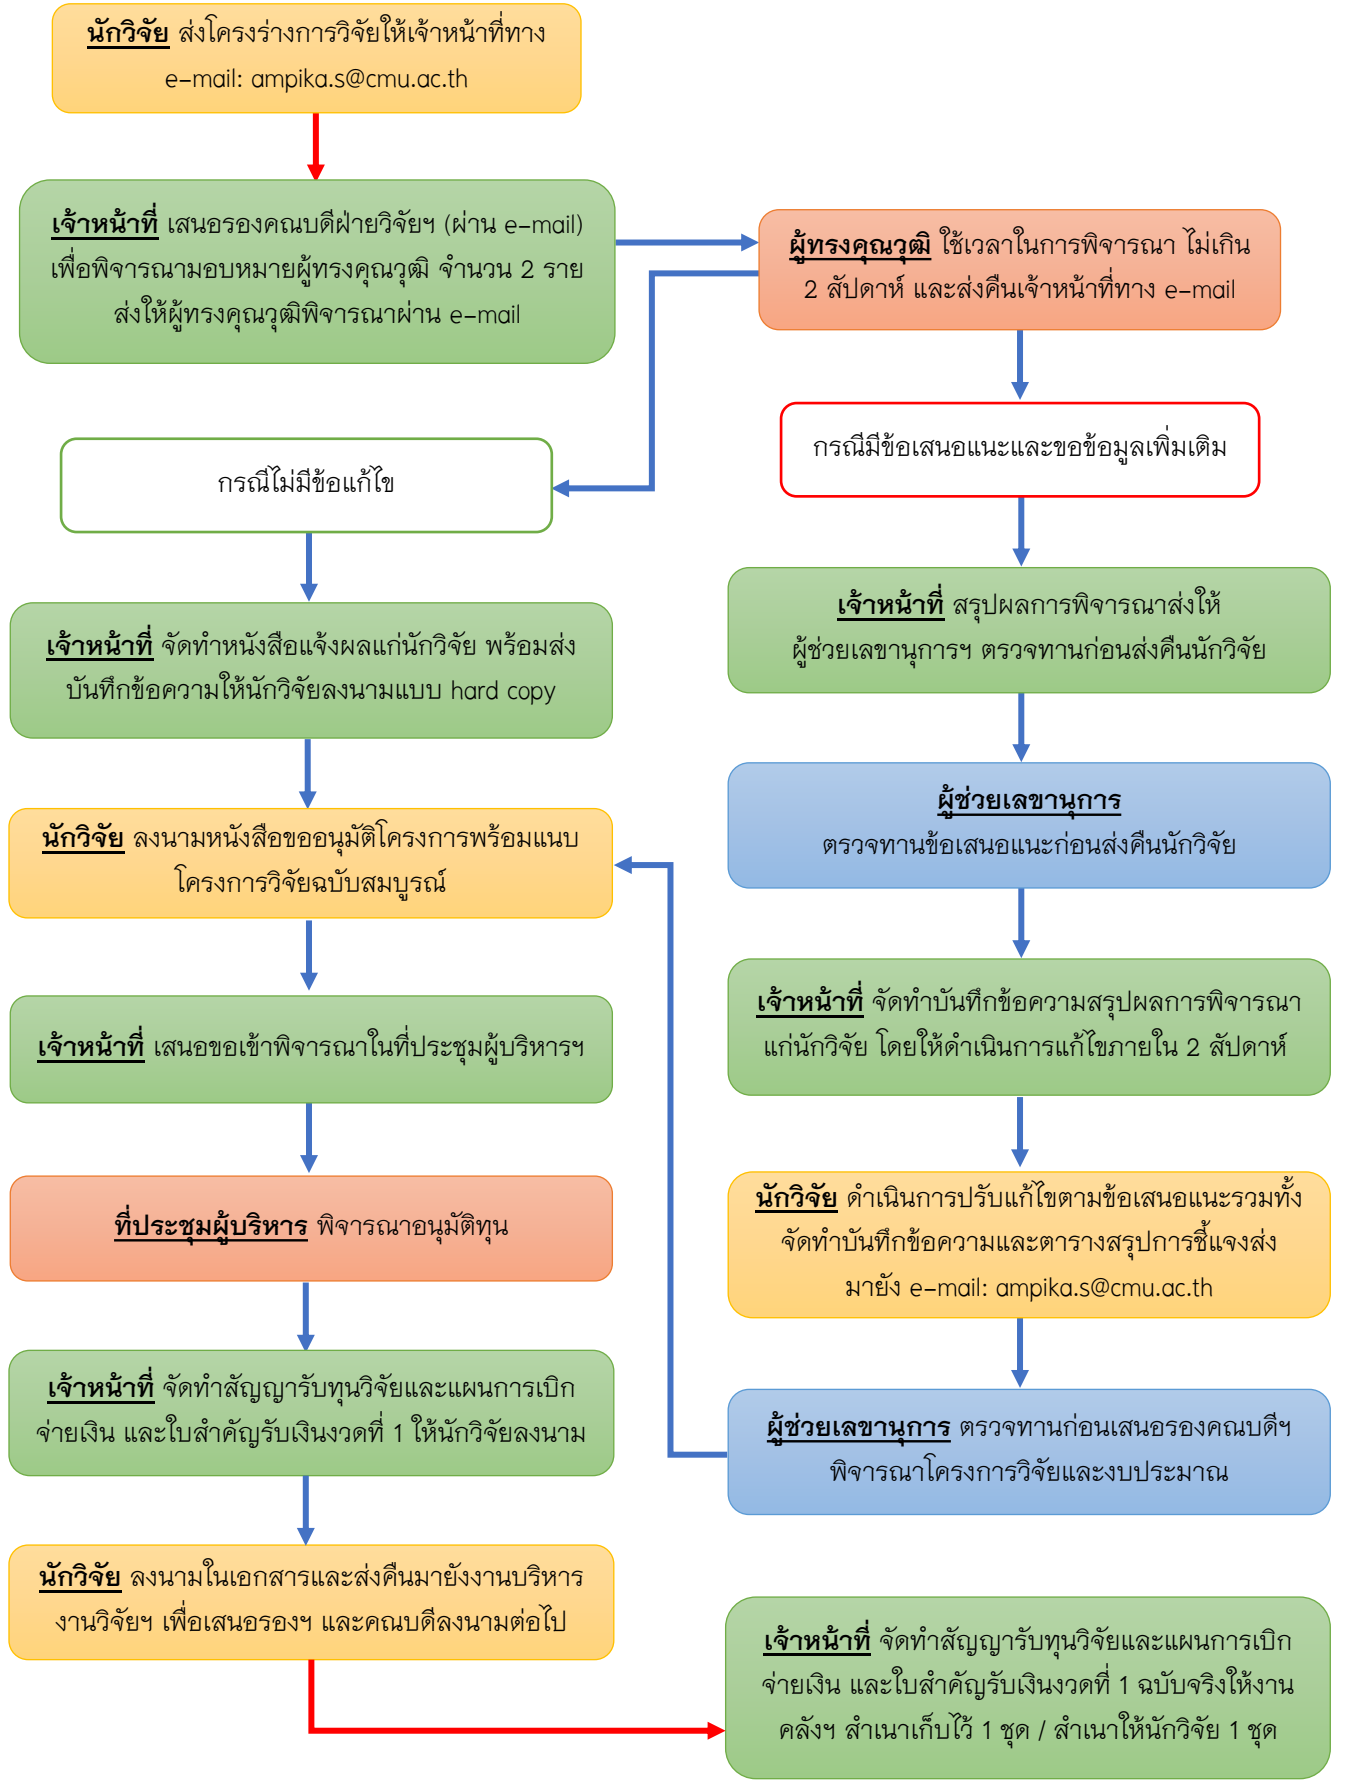 นักวิจัย ส่งโครงร่างการวิจัยให้เจ้าหน้าที่ทาง
e-mail: ampika.s@cmu.ac.th
เจ้าหน้าที่ เสนอรองคณบดีฝ่ายวิจัยฯ (ผ่าน e-mail)
เพื่อพิจารณามอบหมายผู้ทรงคุณวุฒิ จำนวน 2 ราย
ส่งให้ผู้ทรงคุณวุฒิพิจารณาผ่าน e-mail
ผู้ทรงคุณวุฒิ ใช้เวลาในการพิจารณา ไม่เกิน
2 สัปดาห์ และส่งคืนเจ้าหน้าที่ทาง e-mail
กรณีไม่มีข้อแก้ไข
เจ้าหน้าที่ จัดทำหนังสือแจ้งผลแก่นักวิจัย พร้อมส่ง
บันทึกข้อความให้นักวิจัยลงนามแบบ hard copy
นักวิจัย ลงนามหนังสือขออนุมัติโครงการพร้อมแนบ
โครงการวิจัยฉบับสมบูรณ์
เจ้าหน้าที่ เสนอขอเข้าพิจารณาในที่ประชุมผู้บริหารฯ
ที่ประชุมผู้บริหาร พิจารณาอนุมัติทุน
เจ้าหน้าที่ จัดทำสัญญารับทุนวิจัยและแผนการเบิก
จ่ายเงิน และใบสำคัญรับเงินงวดที่ 1 ให้นักวิจัยลงนาม
นักวิจัย ลงนามในเอกสารและส่งคืนมายังงานบริหาร
งานวิจัยฯ เพื่อเสนอรองฯ และคณบดีลงนามต่อไป
กรณีมีข้อเสนอแนะและขอข้อมูลเพิ่มเติม
เจ้าหน้าที่ สรุปผลการพิจารณาส่งให้
ผู้ช่วยเลขานุการฯ ตรวจทานก่อนส่งคืนนักวิจัย
ผู้ช่วยเลขานุการ
ตรวจทานข้อเสนอแนะก่อนส่งคืนนักวิจัย
เจ้าหน้าที่ จัดทำบันทึกข้อความสรุปผลการพิจารณา
แก่นักวิจัย โดยให้ดำเนินการแก้ไขภายใน 2 สัปดาห์
นักวิจัย ดำเนินการปรับแก้ไขตามข้อเสนอแนะรวมทั้ง
จัดทำบันทึกข้อความและตารางสรุปการชี้แจงส่ง
มายัง e-mail: ampika.s@cmu.ac.th
ผู้ช่วยเลขานุการ ตรวจทานก่อนเสนอรองคณบดีฯ
พิจารณาโครงการวิจัยและงบประมาณ
เจ้าหน้าที่ จัดทำสัญญารับทุนวิจัยและแผนการเบิก
จ่ายเงิน และใบสำคัญรับเงินงวดที่ 1 ฉบับจริงให้งาน
คลังฯ สำเนาเก็บไว้ 1 ชุด / สำเนาให้นักวิจัย 1 ชุด